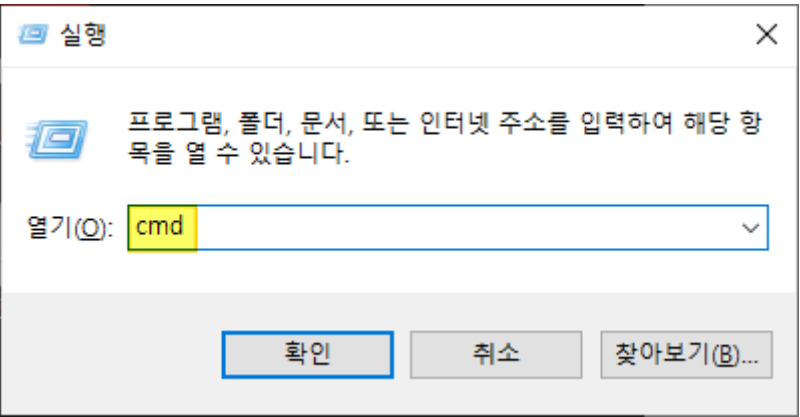 실행
프로그램, 폴더, 문서, 또는 인터넷 주소를 입력하여 해당 항
목을 열 수 있습니다.
열기(O): cmd
확인 취소 찾아보기(B)...